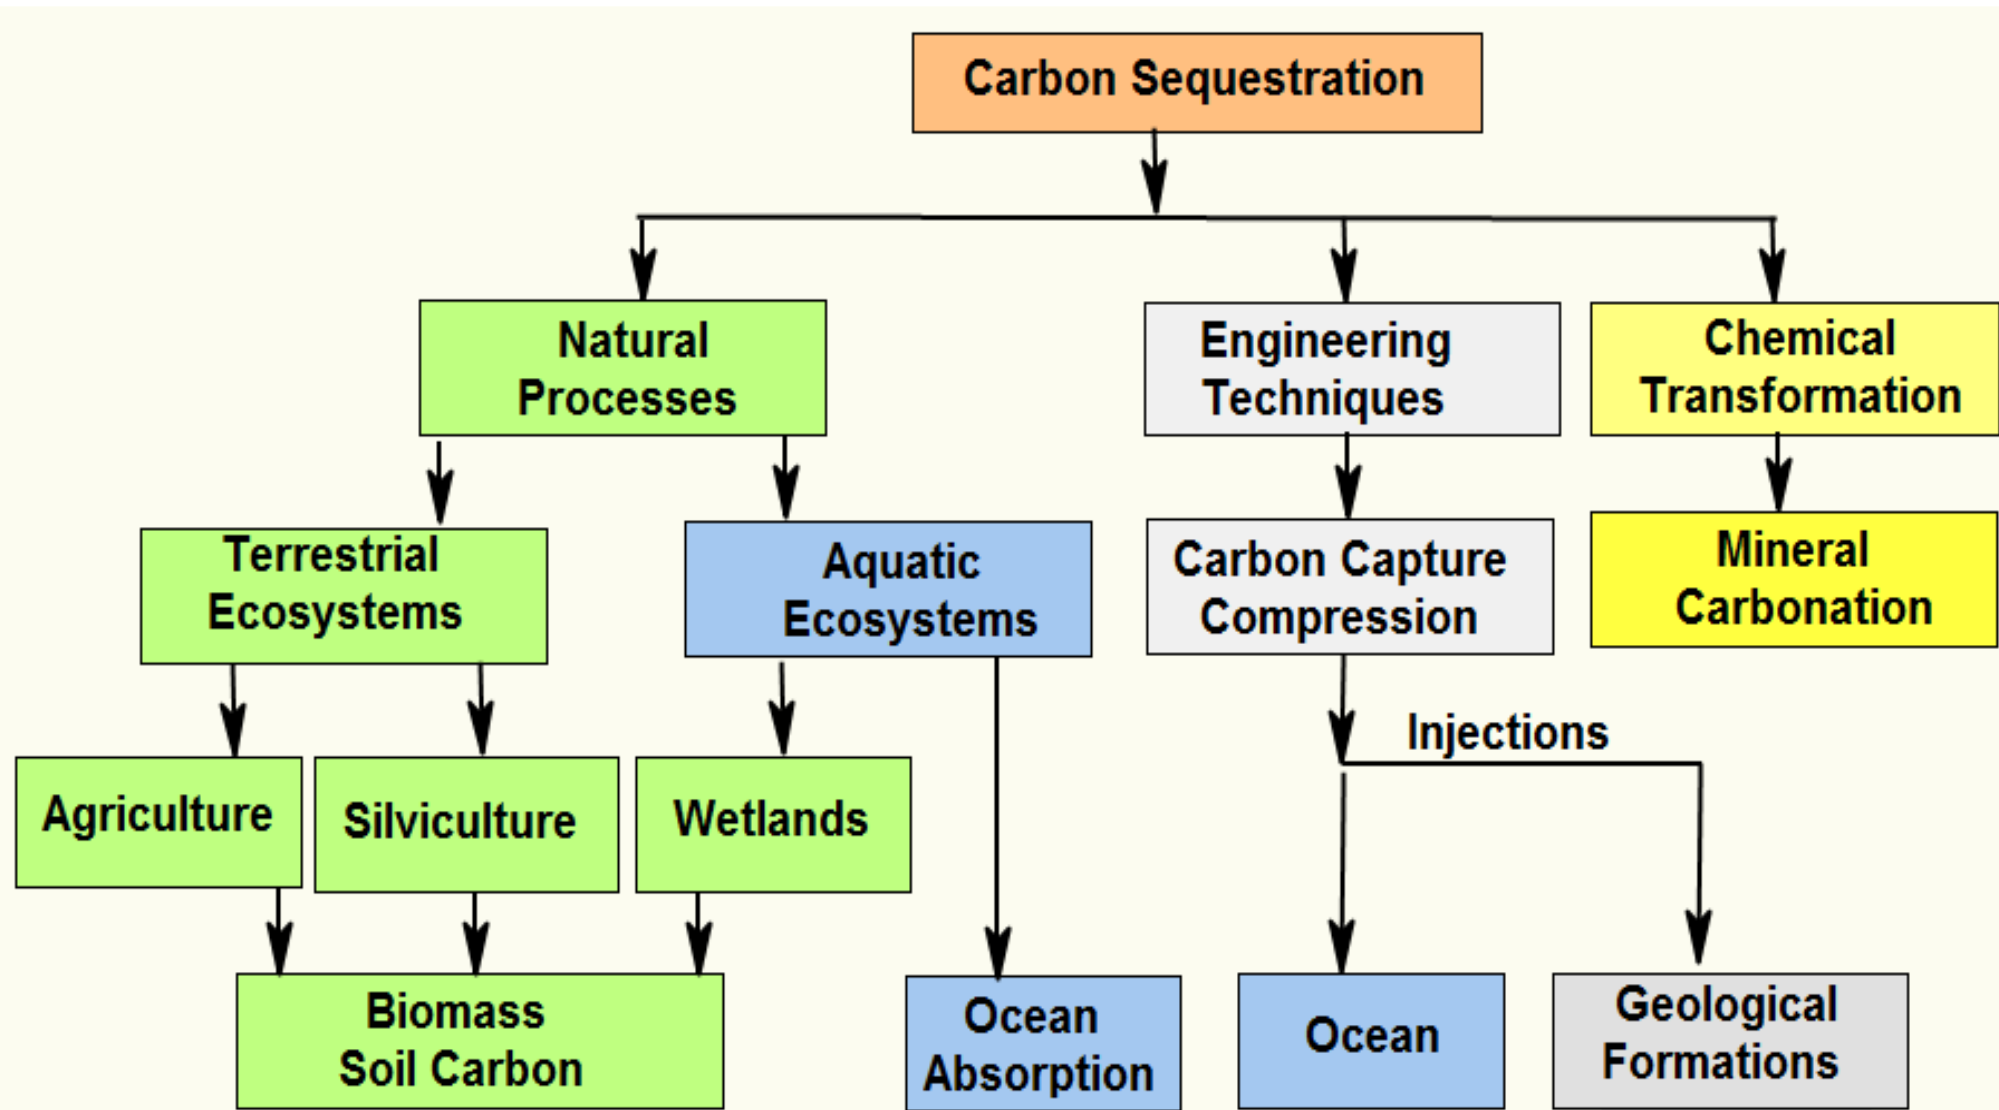 Carbon Sequestration
Natural
Processes
Engineering
Techniques
Chemical
Transformation
Terrestrial
Ecosystems
Aquatic
Ecosystems
Carbon Capture
Compression
Mineral
Carbonation
Injections
Agriculture
Silviculture
Wetlands
Biomass
Soil Carbon
Ocean
Absorption
Ocean
Geological
Formations